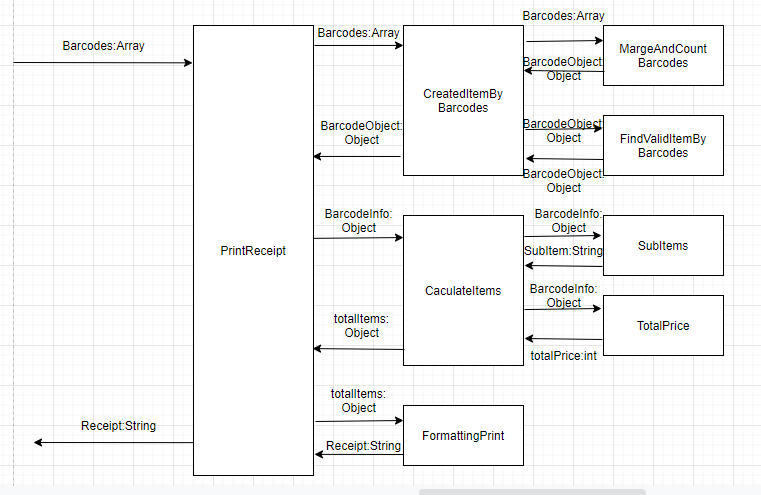 Barcodes:Array
Barcodes:Array
Barcodes:Array
MargeAndCount
Barcodes
BarcodeObject:
Object
CreatedItemBy
Barcodes
BarcodeObject:
Object
BarcodeObject:
Object
FindValidItemBy
Barcodes
BarcodeObject:
Object
BarcodeInfo:
Object
BarcodeInfo:
Object
SubItem:String
SubItems
PrintReceipt
CaculateItems
BarcodeInfo:
Object
totalItems:
Object
TotalPrice
totalPrice:int
totalItems:
Object
Receipt:String
FormattingPrint
Receipt:String